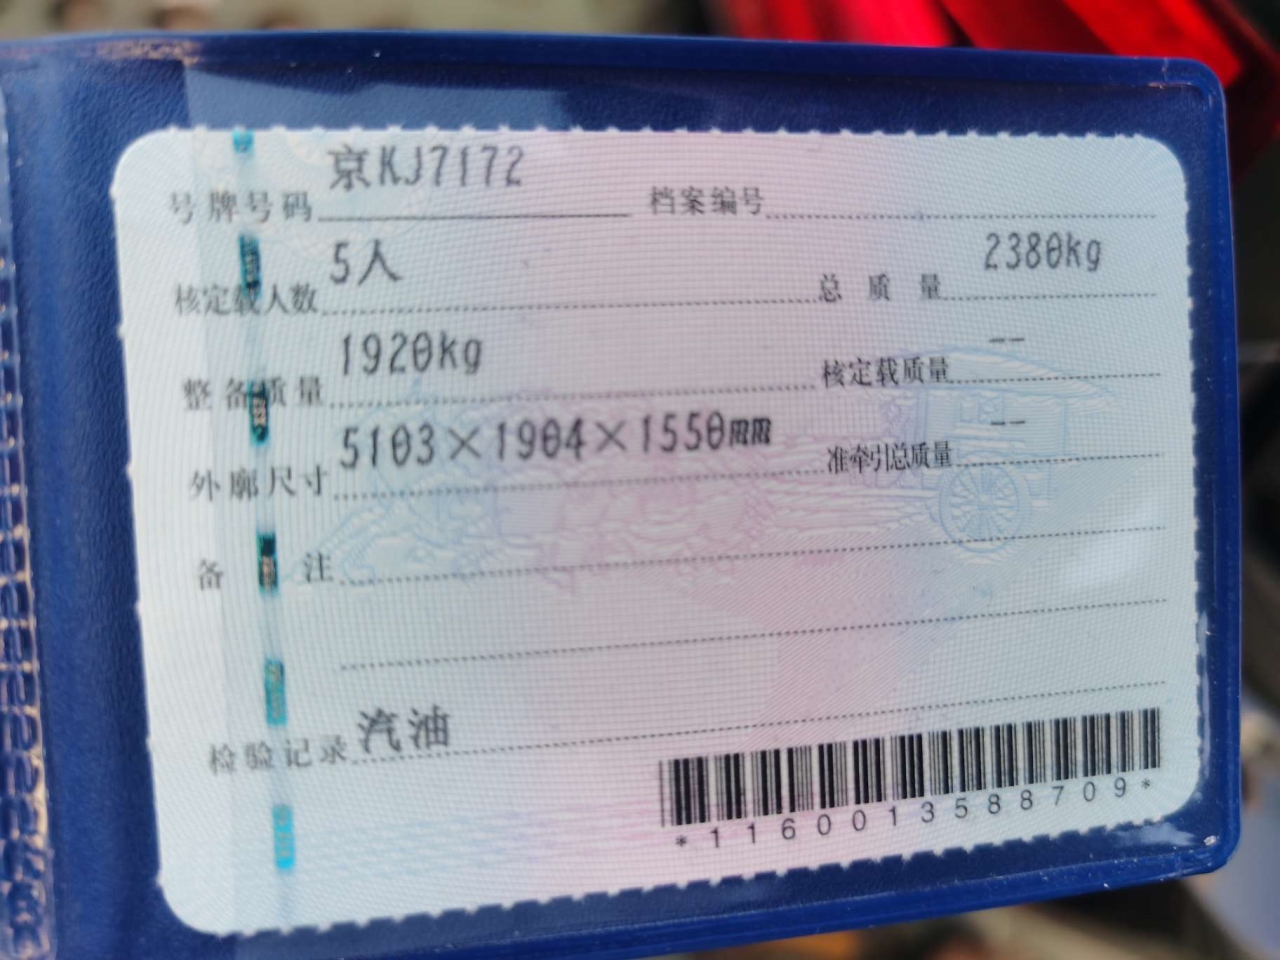 号牌号码 京KJ7172 档案编号
核定载人数 5人 总质量 2380kg
整备质量 1920kg 核定载质量 --
外廓尺寸 5103×1904×1550mm 准牵引总质量 --
备注
检验记录 汽油
*116001358 8709*